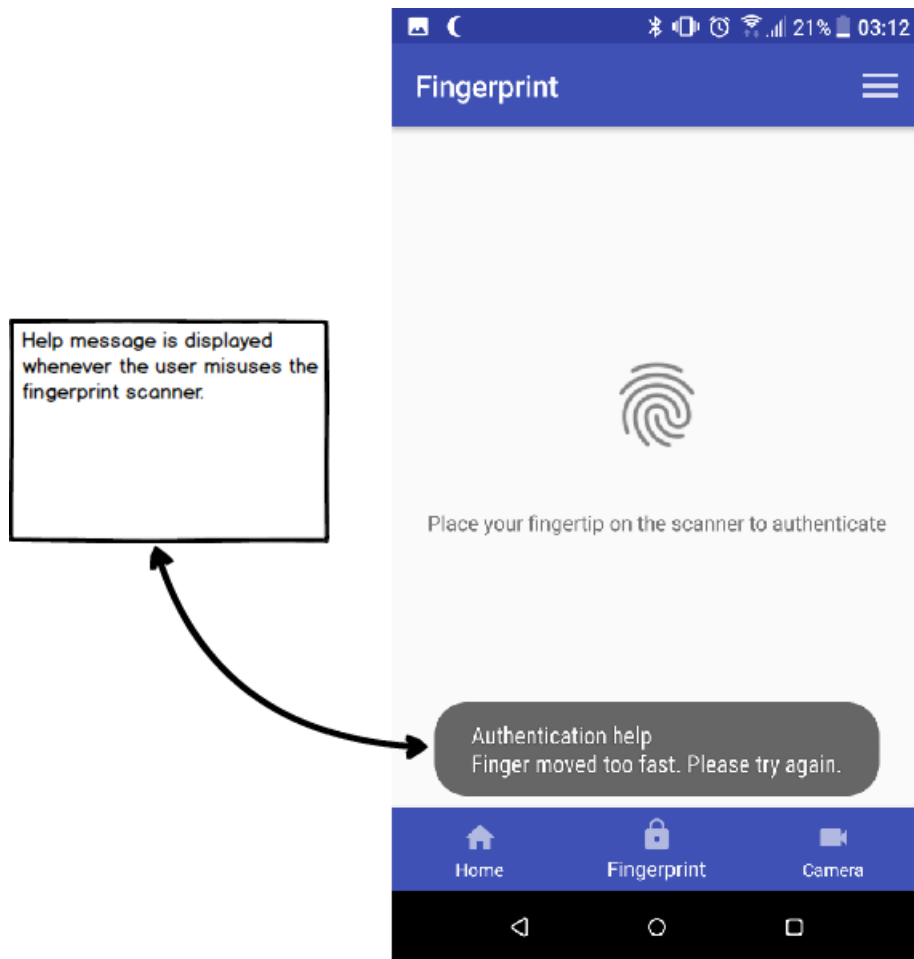 21% 03:12
Fingerprint
Help message is displayed
whenever the user misuses the
fingerprint scanner.
Place your fingertip on the scanner to authenticate
Authentication help
Finger moved too fast. Please try again.
Home Fingerprint Camera